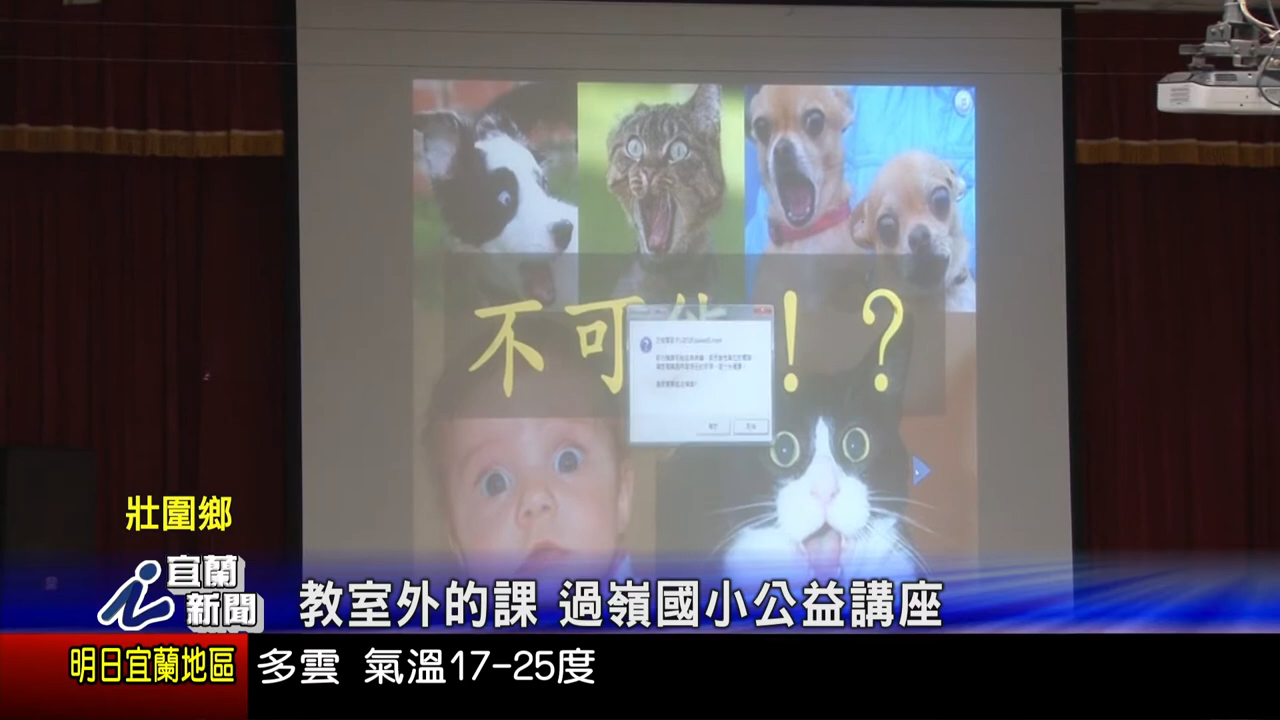 不可能！？
壯圍鄉
宜蘭
新聞
教室外的課 過嶺國小公益講座
明日宜蘭地區 多雲 氣溫17-25度